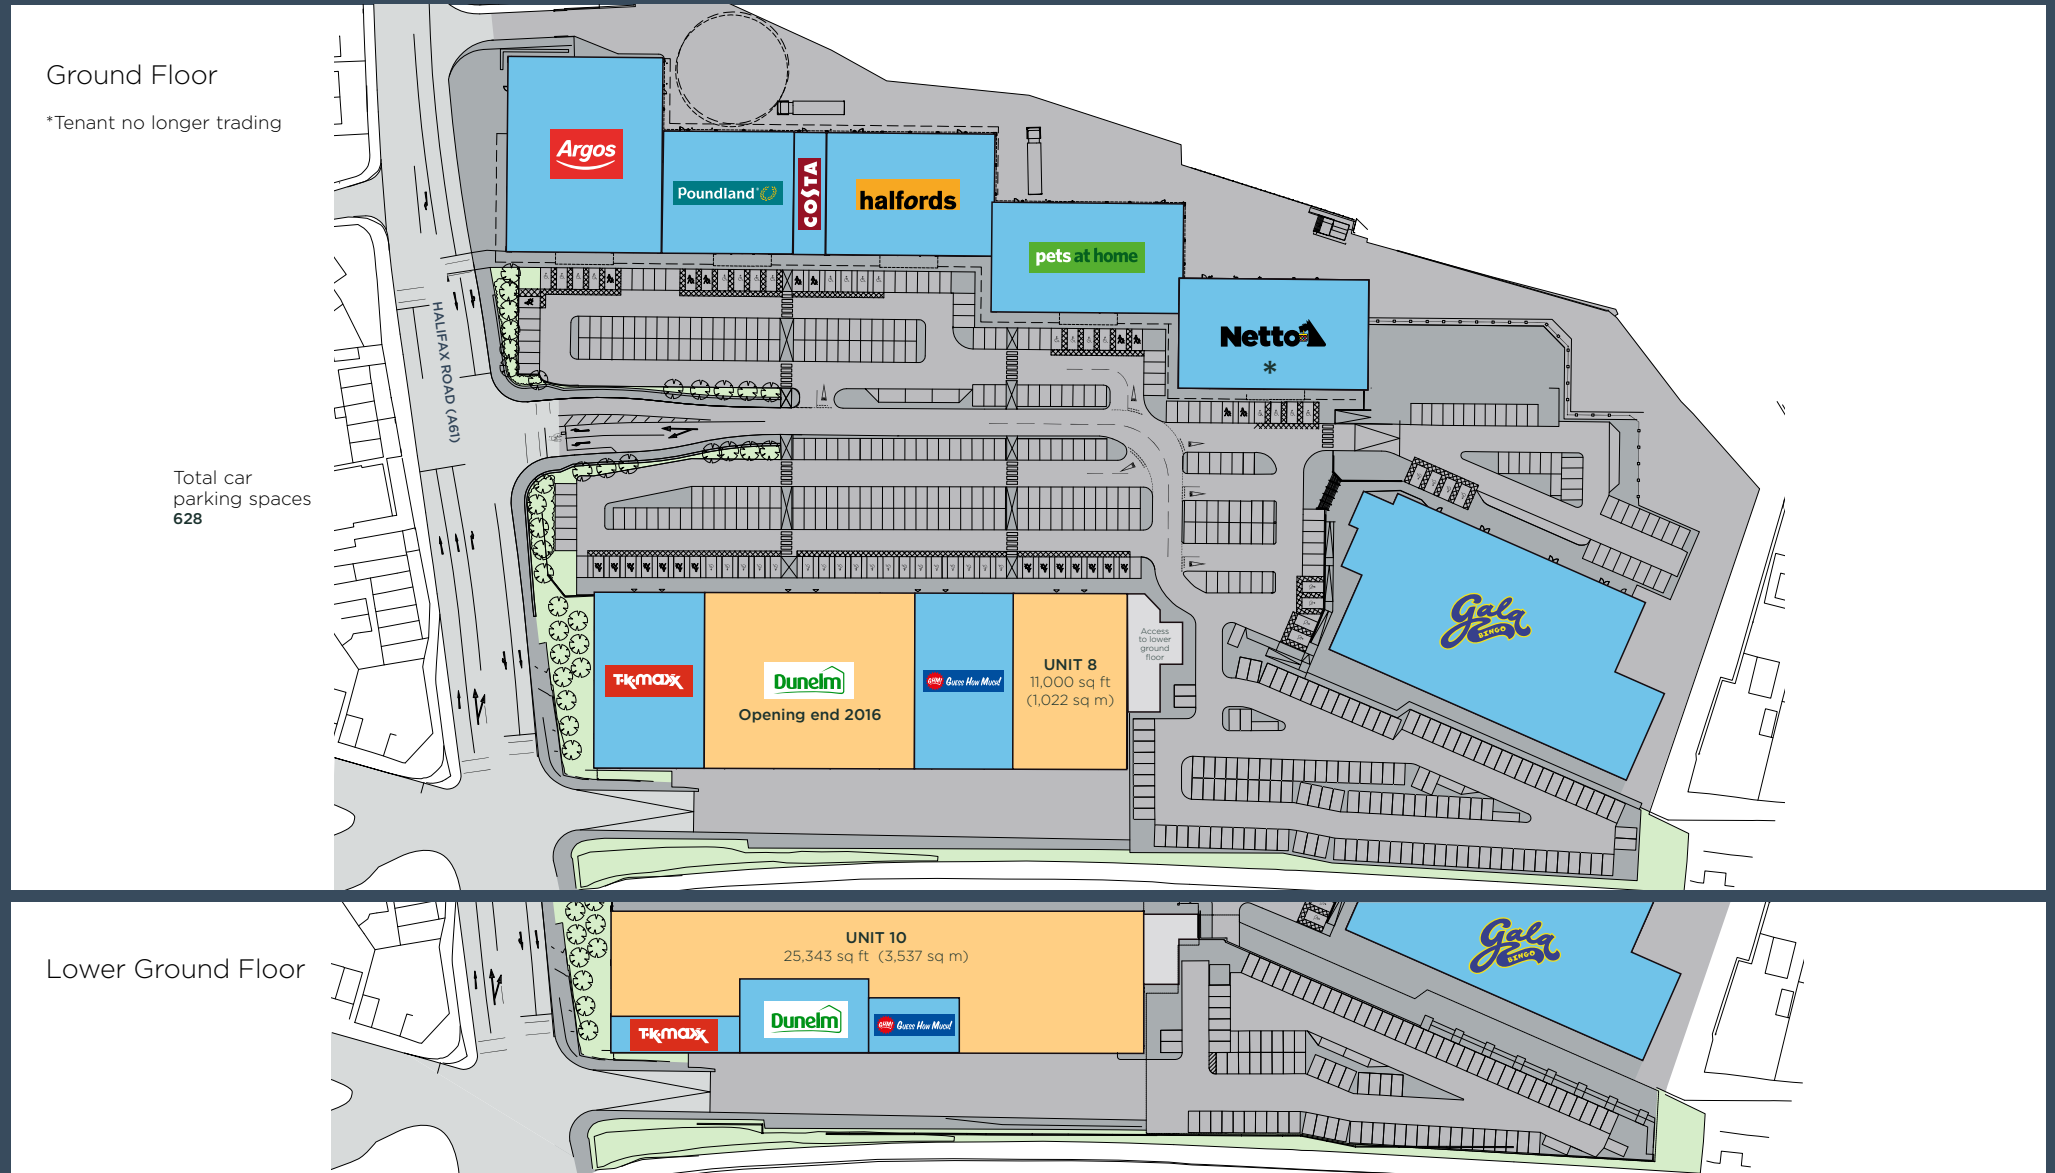 Ground Floor
*Tenant no longer trading
Total car
parking spaces
628
HALIFAX ROAD (A61)
Argos
Poundland
COSTA
halfords
pets at home
Netto
*
Gala
BINGO
T·K·maxx
Dunelm
Opening end 2016
GHM! GUESS HOW MUCH!
UNIT 8
11,000 sq ft
(1,022 sq m)
Access
to lower
ground
floor
Lower Ground Floor
UNIT 10
25,343 sq ft (3,537 sq m)
T·K·maxx
Dunelm
GHM! GUESS HOW MUCH!
Gala
BINGO